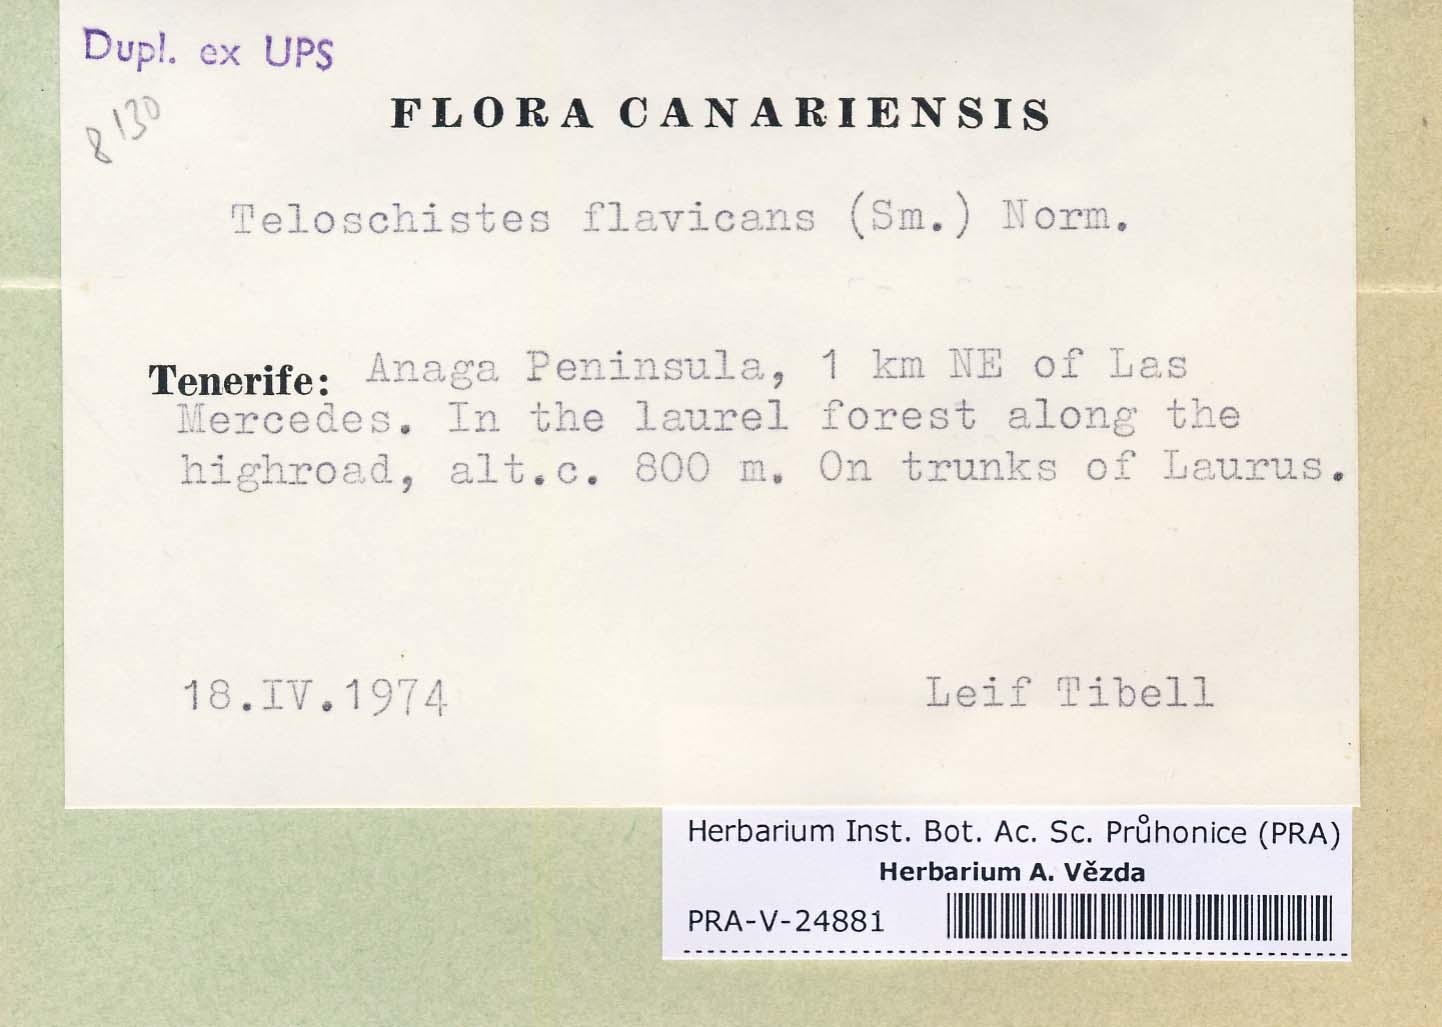 Dupl. ex UPS
8130
FLORA CANARIENSIS
Teloschistes flavicans (Sm.) Norm.
Tenerife: Anaga Peninsula, 1 km NE of Las
Mercedes. In the laurel forest along the
highroad, alt.c. 800 m. On trunks of Laurus.
18.IV.1974
Leif Tibell
Herbarium Inst. Bot. Ac. Sc. Průhonice (PRA)
Herbarium A. Vězda
PRA-V-24881